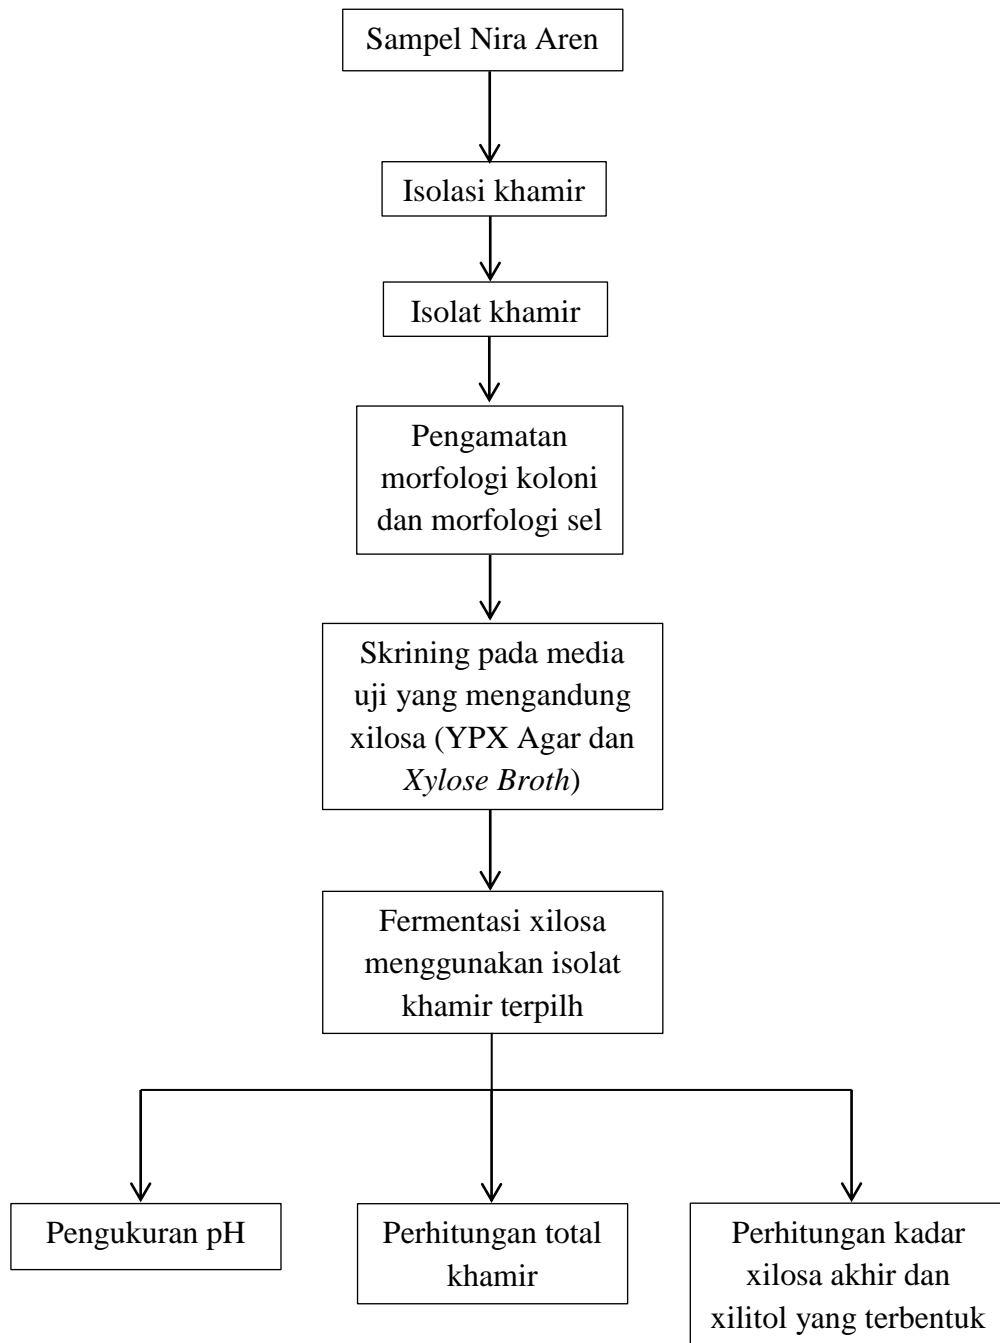 Sampel Nira Aren
Isolasi khamir
Isolat khamir
Pengamatan
morfologi koloni
dan morfologi sel
Skrining pada media
uji yang mengandung
xilosa (YPX Agar dan
Xylose Broth)
Fermentasi xilosa
menggunakan isolat
khamir terpilh
Pengukuran pH
Perhitungan total
khamir
Perhitungan kadar
xilosa akhir dan
xilitol yang terbentuk